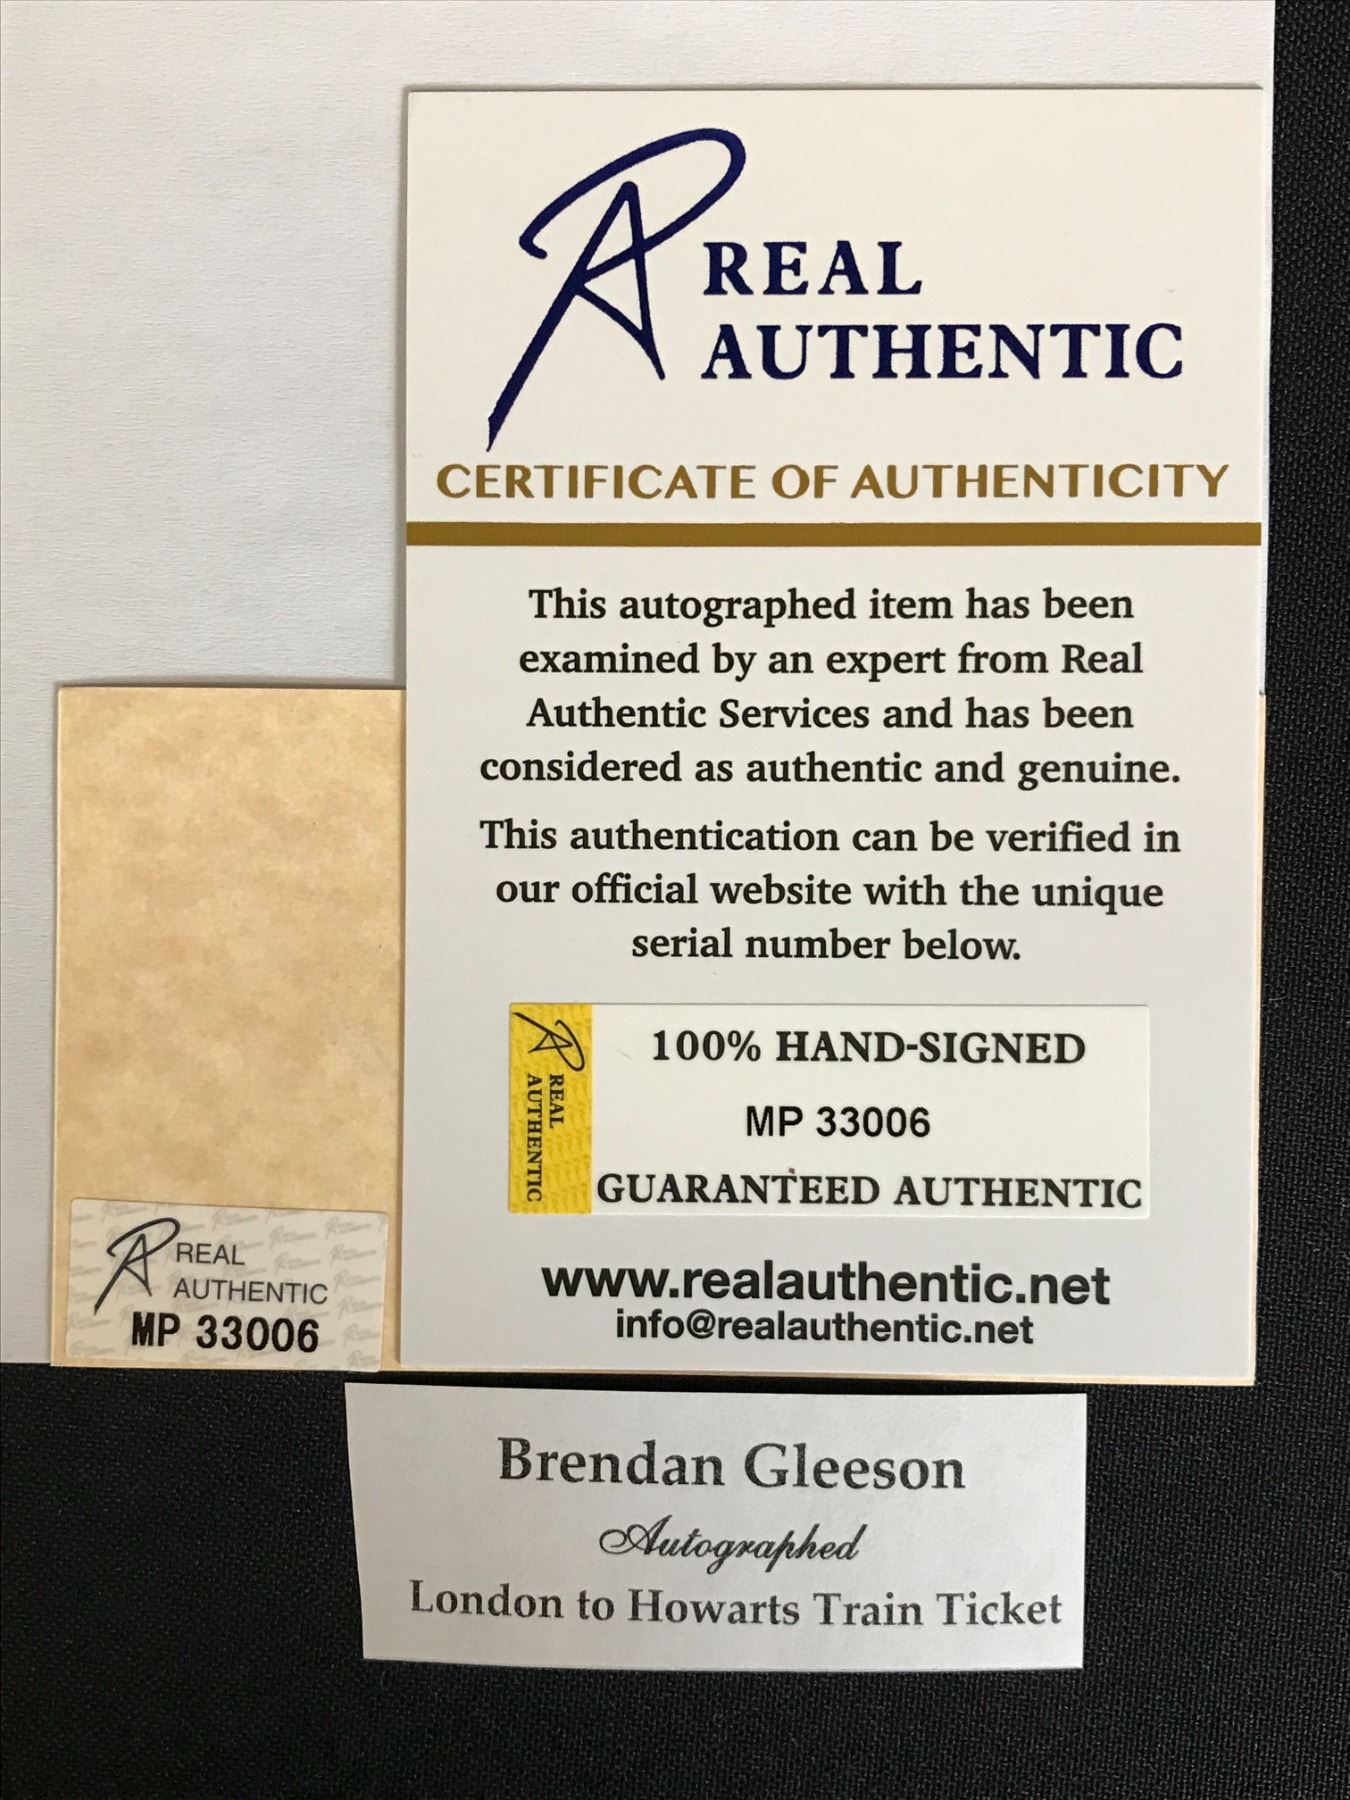 REAL
AUTHENTIC
CERTIFICATE OF AUTHENTICITY
This autographed item has been
examined by an expert from Real
Authentic Services and has been
considered as authentic and genuine.
This authentication can be verified in
our official website with the unique
serial number below.
REAL
AUTHENTIC
100% HAND-SIGNED
MP 33006
GUARANTEED AUTHENTIC
www.realauthentic.net
info@realauthentic.net
REAL
AUTHENTIC
MP 33006
Brendan Gleeson
Autographed
London to Howarts Train Ticket